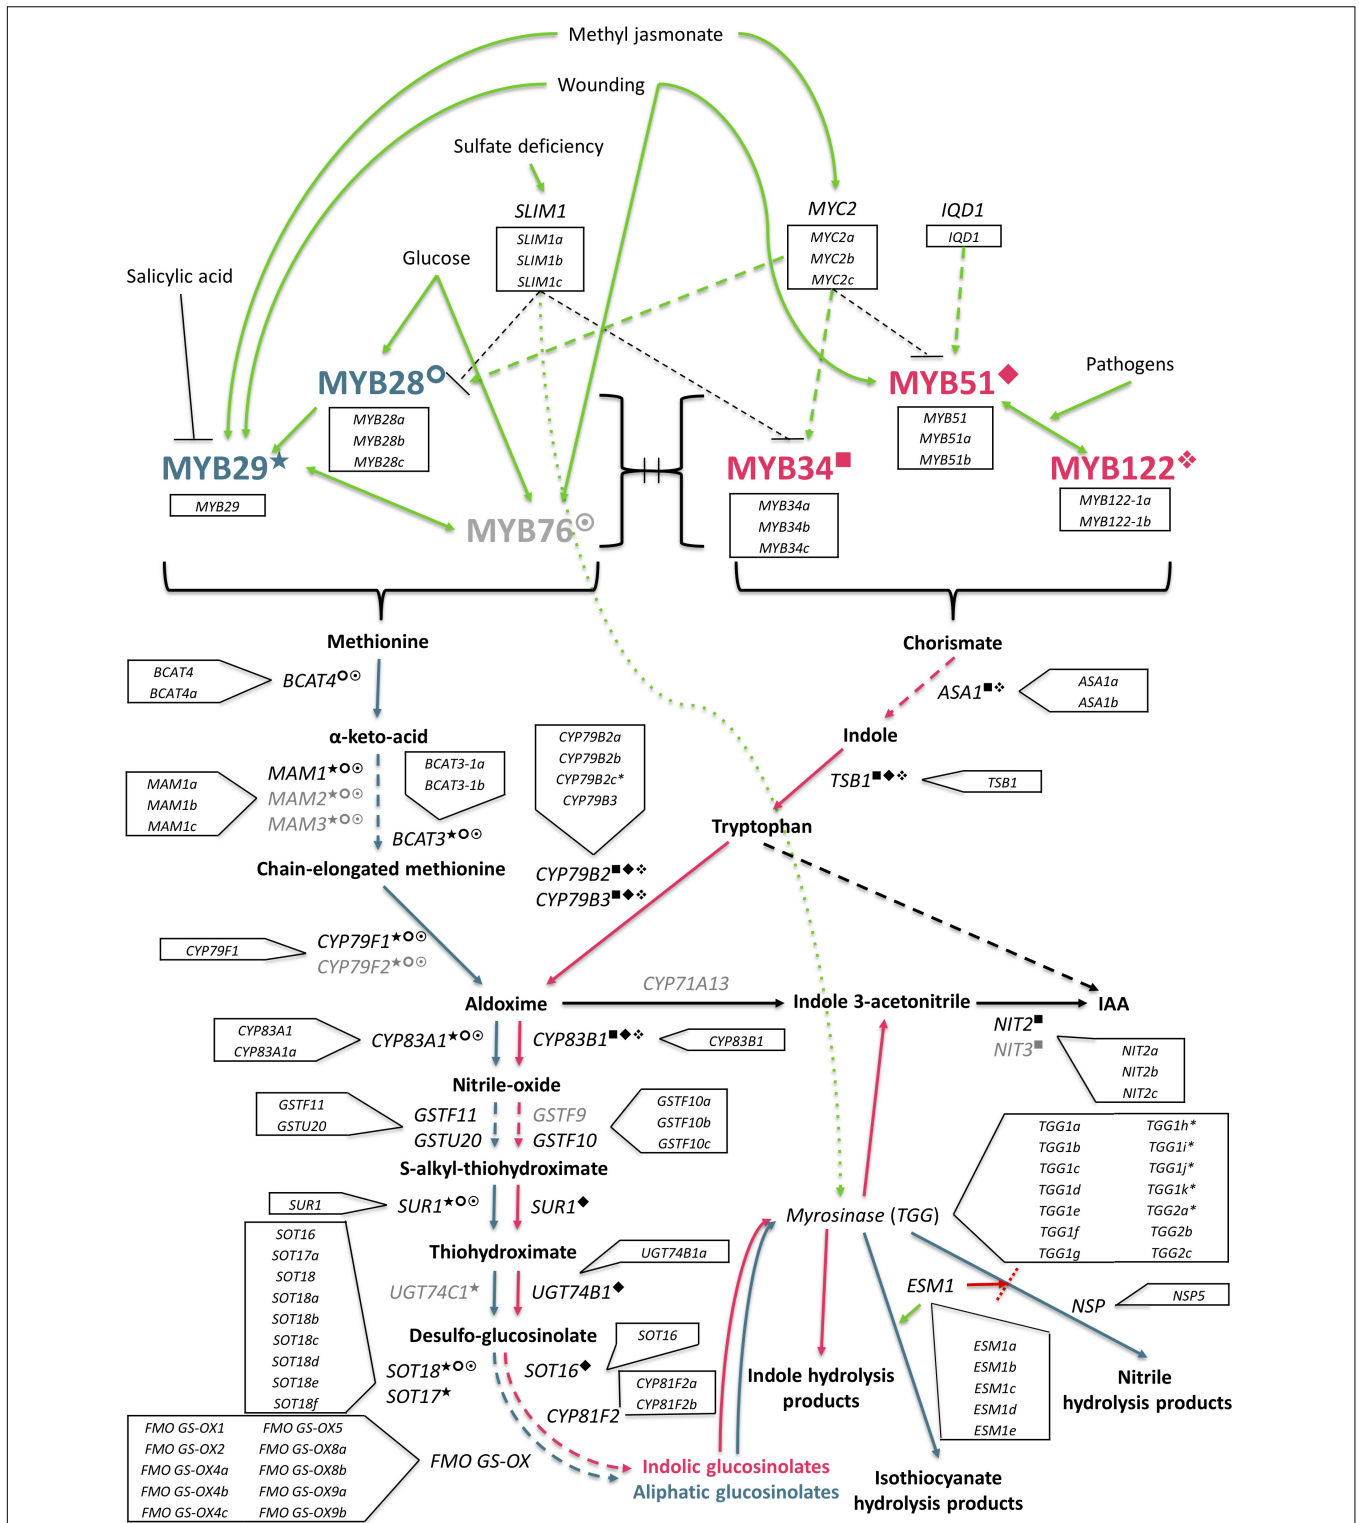 Methyl jasmonate
Wounding
Sulfate deficiency
SLIM1
SLIM1a
SLIM1b
SLIM1c
MYC2
MYC2a
MYC2b
MYC2c
IQD1
IQD1
Salicylic acid
Glucose
MYB28
MYB28a
MYB28b
MYB28c
MYB51
MYB51
MYB51a
MYB51b
Pathogens
MYB29★
MYB29
MYB76
MYB34■
MYB34a
MYB34b
MYB34c
MYB122❖
MYB122-1a
MYB122-1b
Methionine
Chorismate
BCAT4
BCAT4a
BCAT4
ASA1■❖
ASA1a
ASA1b
α-keto-acid
Indole
MAM1a
MAM1b
MAM1c
MAM1★
MAM2★
MAM3★
BCAT3-1a
BCAT3-1b
BCAT3★
CYP79B2a
CYP79B2b
CYP79B2c*
CYP79B3
TSB1■◆❖
TSB1
Tryptophan
Chain-elongated methionine
CYP79B2■◆❖
CYP79B3■◆❖
CYP79F1
CYP79F1★
CYP79F2★
CYP71A13
Aldoxime
Indole 3-acetonitrile
IAA
CYP83A1
CYP83A1a
CYP83A1★
CYP83B1■◆❖
CYP83B1
NIT2■
NIT3■
NIT2a
NIT2b
NIT2c
Nitrile-oxide
GSTF11
GSTU20
GSTF11
GSTU20
GSTF9
GSTF10
GSTF10a
GSTF10b
GSTF10c
S-alkyl-thiohydroximate
SUR1
SUR1★
SUR1◆
TGG1a TGG1h*
TGG1b TGG1i*
TGG1c TGG1j*
TGG1d TGG1k*
TGG1e TGG2a*
TGG1f TGG2b
TGG1g TGG2c
Myrosinase (TGG)
Thiohydroximate
UGT74B1a
UGT74C1★
UGT74B1◆
SOT16
SOT17a
SOT18
SOT18a
SOT18b
SOT18c
SOT18d
SOT18e
SOT18f
ESM1
NSP
NSP5
Desulfo-glucosinolate
SOT18★
SOT17★
SOT16◆
SOT16
CYP81F2
CYP81F2a
CYP81F2b
ESM1a
ESM1b
ESM1c
ESM1d
ESM1e
Indole hydrolysis
products
Nitrile
hydrolysis products
FMO GS-OX1 FMO GS-OX5
FMO GS-OX2 FMO GS-OX8a
FMO GS-OX4a FMO GS-OX8b
FMO GS-OX4b FMO GS-OX9a
FMO GS-OX4c FMO GS-OX9b
FMO GS-OX
Indolic glucosinolates
Aliphatic glucosinolates
Isothiocyanate
hydrolysis products